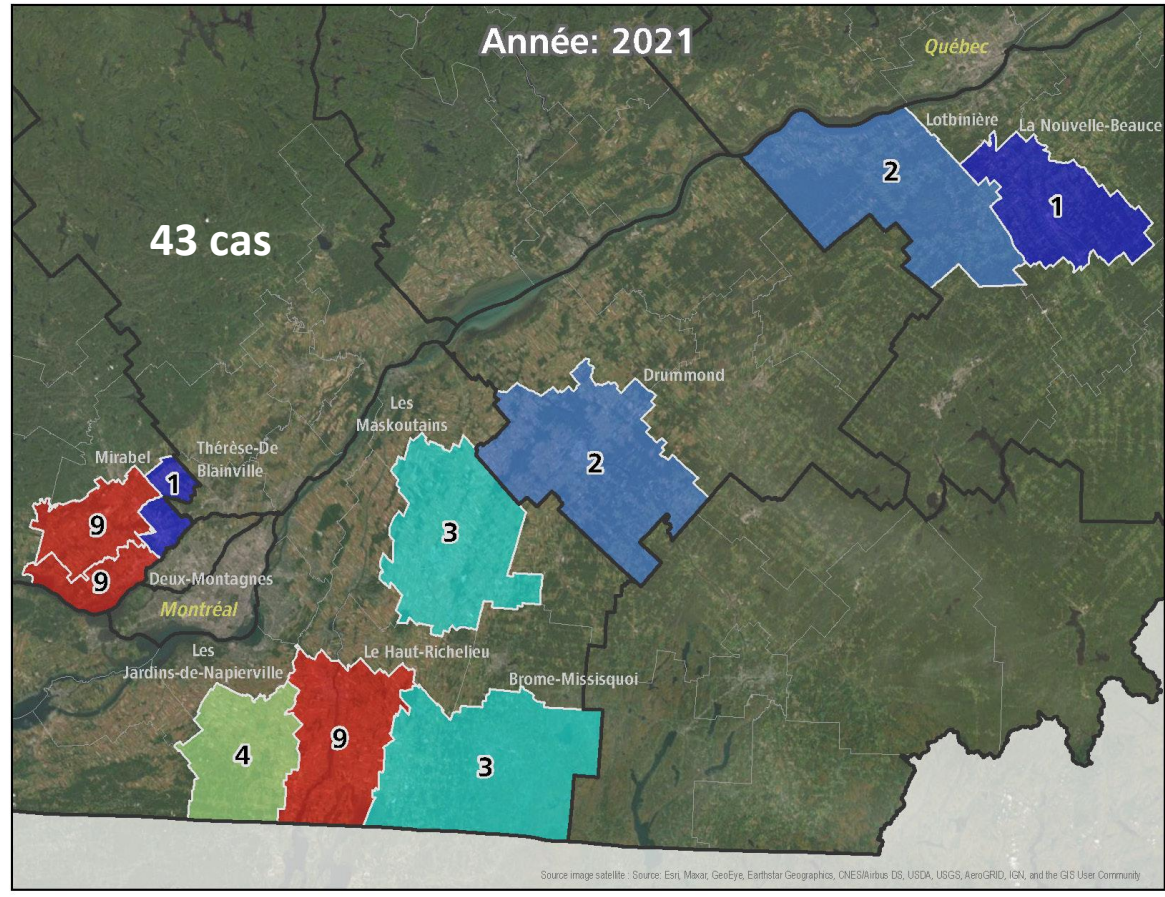 Année: 2021
Québec
Lotbinière
La Nouvelle-Beauce
2
1
43 cas
Drummond
Les
Maskoutains
Thérèse-De
Blainville
Mirabel
1
2
9
3
9
Deux-Montagnes
Montréal
Les
Jardins-de-Napierville
Le Haut-Richelieu
Brome-Missisquoi
4
9
3
Source image satellite : Source: Esri, Maxar, GeoEye, Earthstar Geographics, CNES/Airbus DS, USDA, USGS, AeroGRID, IGN, and the GIS User Community